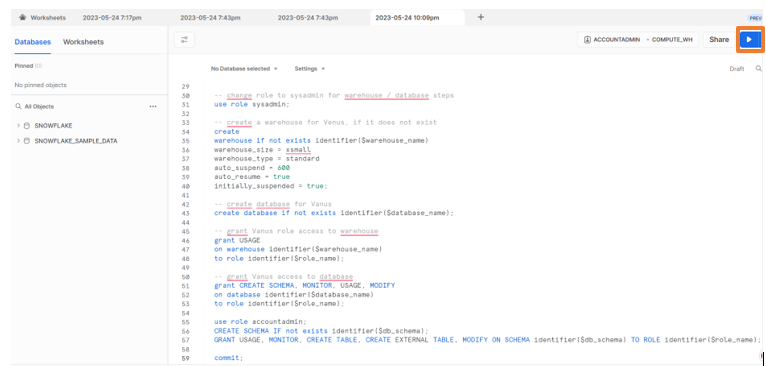 Worksheets 2023-05-24 7:17pm 2023-05-24 7:43pm 2023-05-24 7:43pm 2023-05-24 10:09pm + PREV
Databases Worksheets
ACCOUNTADMIN • COMPUTE_WH Share
Pinned (0)
No pinned objects
No Database selected Settings Draft
All Objects ...
SNOWFLAKE
SNOWFLAKE_SAMPLE_DATA
29
30 -- change role to sysadmin for warehouse / database steps
31 use role sysadmin;
32
33 -- create a warehouse for Venus, if it does not exist
34 create
35 warehouse if not exists identifier($warehouse_name)
36 warehouse_size = xsmall
37 warehouse_type = standard
38 auto_suspend = 600
39 auto_resume = true
40 initially_suspended = true;
41
42 -- create database for Vanus
43 create database if not exists identifier($database_name);
44
45 -- grant Vanus role access to warehouse
46 grant USAGE
47 on warehouse identifier($warehouse_name)
48 to role identifier($role_name);
49
50 -- grant Vanus access to database
51 grant CREATE SCHEMA, MONITOR, USAGE, MODIFY
52 on database identifier($database_name)
53 to role identifier($role_name);
54
55 use role accountadmin;
56 CREATE SCHEMA IF not exists identifier($db_schema);
57 GRANT USAGE, MONITOR, CREATE TABLE, CREATE EXTERNAL TABLE, MODIFY ON SCHEMA identifier($db_schema) TO ROLE identifier($role_name);
58
59 commit;